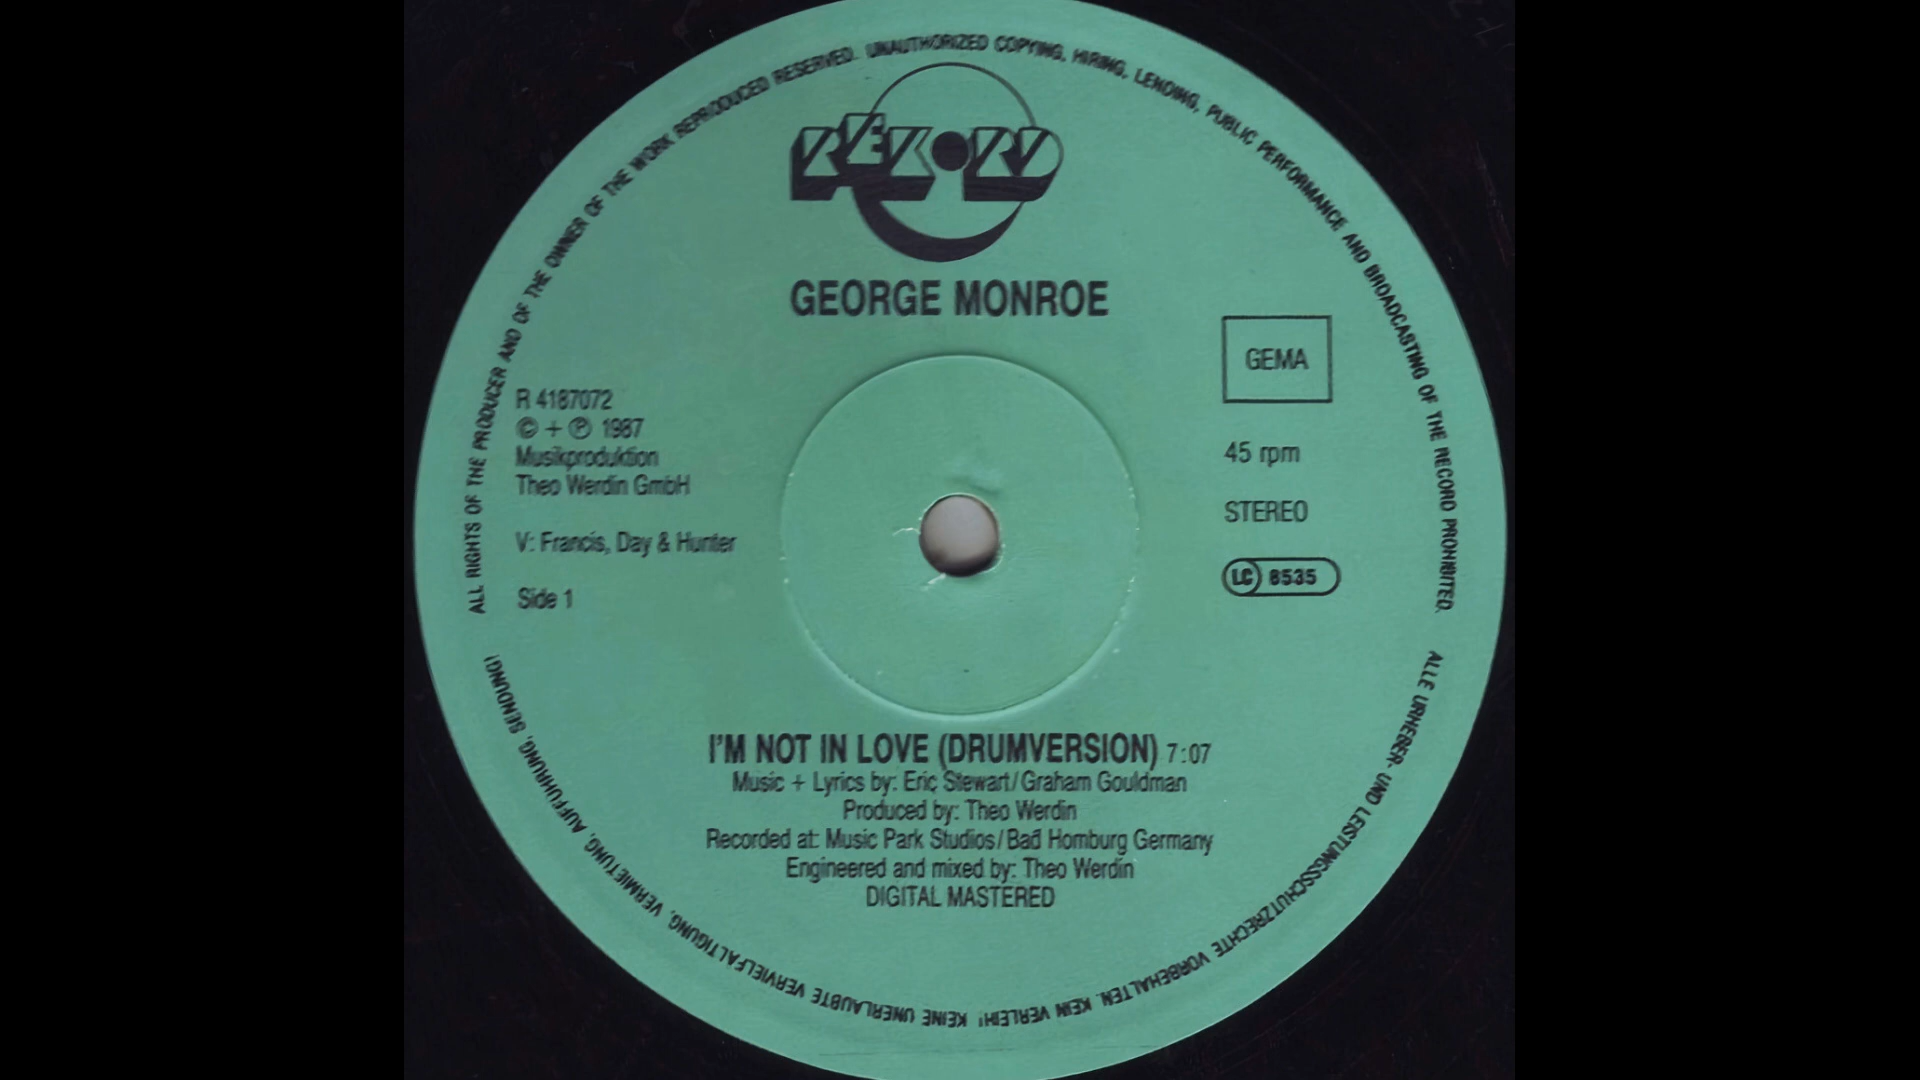 ALL RIGHTS OF THE PRODUCER AND OF THE OWNER OF THE WORK REPRODUCED RESERVED. UNAUTHORIZED COPYING, HIRING, LENDING, PUBLIC PERFORMANCE AND BROADCASTING OF THE RECORD PROHIBITED.
REKORD
GEORGE MONROE
R 4187072
© + ℗ 1987
Musikproduktion
Theo Werdin GmbH
V: Francis, Day & Hunter
Side 1
GEMA
45 rpm
STEREO
LC 8535
I'M NOT IN LOVE (DRUMVERSION) 7:07
Music + Lyrics by: Eric Stewart/Graham Gouldman
Produced by: Theo Werdin
Recorded at: Music Park Studios/Bad Homburg Germany
Engineered and mixed by: Theo Werdin
DIGITAL MASTERED
ALLE URHEBER- UND LEISTUNGSSCHUTZRECHTE VORBEHALTEN. KEIN VERLEIH! KEINE UNERLAUBTE VERVIELFÄLTIGUNG, VERMIETUNG, AUFFÜHRUNG, SENDUNG!